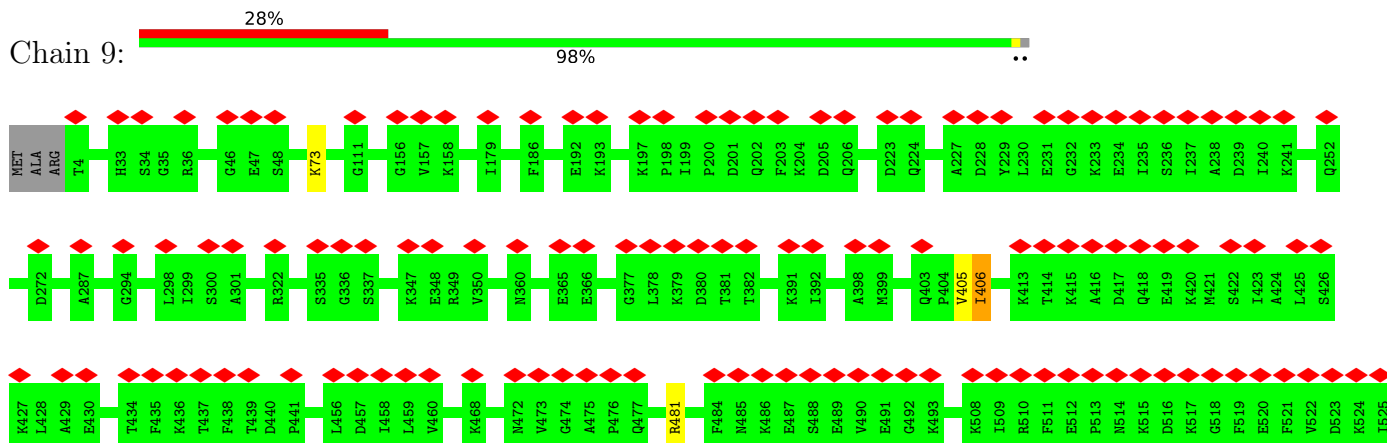 28%
Chain 9:
98%
MET ALA ARG T4 H33 S34 G35 R36 G46 E47 S48 K73 G111 G156 V157 K158 I179 F186 E192 K193 K197 P198 I199 P200 D201 Q202 F203 K204 D205 Q206 D223 Q224 A227 D228 Y229 L230 E231 G232 K233 E234 I235 S236 I237 A238 D239 I240 K241 Q252
D272 A287 G294 L298 I299 S300 A301 R322 S335 G336 S337 K347 E348 R349 V350 N360 E365 E366 G377 L378 K379 D380 T381 T382 K391 I392 A398 M399 Q403 P404 V405 I406 K413 T414 K415 A416 D417 Q418 E419 K420 M421 S422 I423 A424 L425 S426
K427 L428 A429 E430 T434 F435 K436 T437 F438 T439 D440 P441 L456 D457 I458 L459 V460 K468 N472 V473 G474 A475 P476 Q477 R481 F484 N485 K486 E487 S488 E489 V490 E491 G492 K493 K508 I509 R510 F511 E512 P513 N514 K515 D516 K517 G518 F519 E520 F521 V522 D523 K524 I525